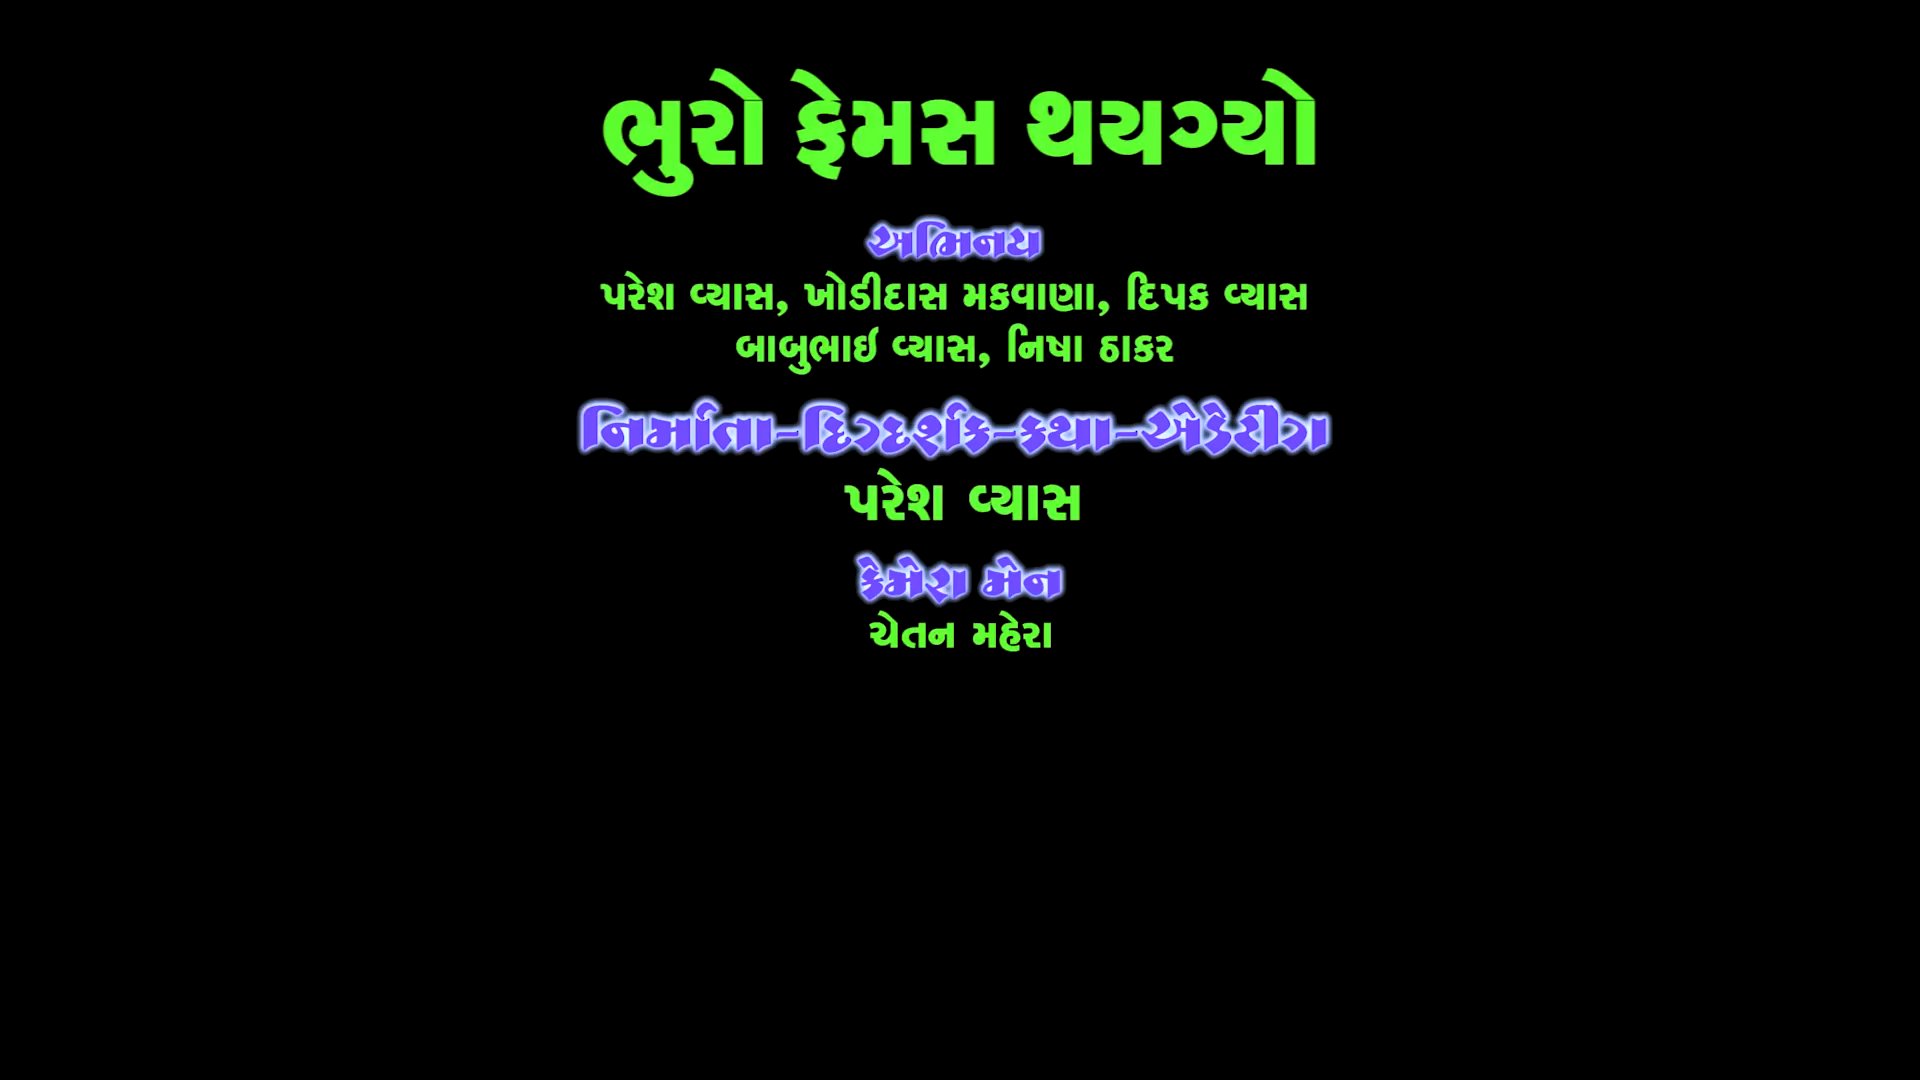 ભુરો ફેમસ થયગ્યો
અભિનય
પરેશ વ્યાસ, ખોડીદાસ મકવાણા, દિપક વ્યાસ
બાબુભાઈ વ્યાસ, નિષા ઠાકર
નિર્માતા-દિગ્દર્શક-કથા-એડેરીંગ
પરેશ વ્યાસ
કેમેરા મેન
ચેતન મહેરા